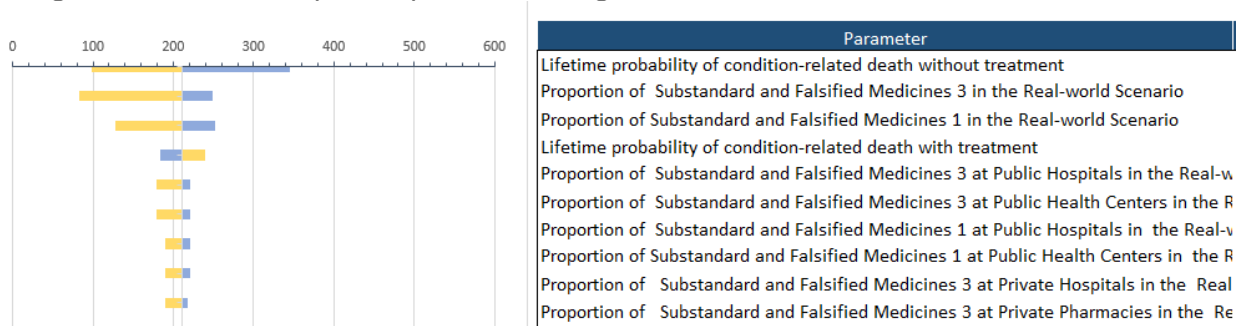 0 100 200 300 400 500 600
Parameter
Lifetime probability of condition-related death without treatment
Proportion of Substandard and Falsified Medicines 3 in the Real-world Scenario
Proportion of Substandard and Falsified Medicines 1 in the Real-world Scenario
Lifetime probability of condition-related death with treatment
Proportion of Substandard and Falsified Medicines 3 at Public Hospitals in the Real-w
Proportion of Substandard and Falsified Medicines 3 at Public Health Centers in the R
Proportion of Substandard and Falsified Medicines 1 at Public Hospitals in the Real-w
Proportion of Substandard and Falsified Medicines 1 at Public Health Centers in the R
Proportion of Substandard and Falsified Medicines 3 at Private Hospitals in the Real
Proportion of Substandard and Falsified Medicines 3 at Private Pharmacies in the Re